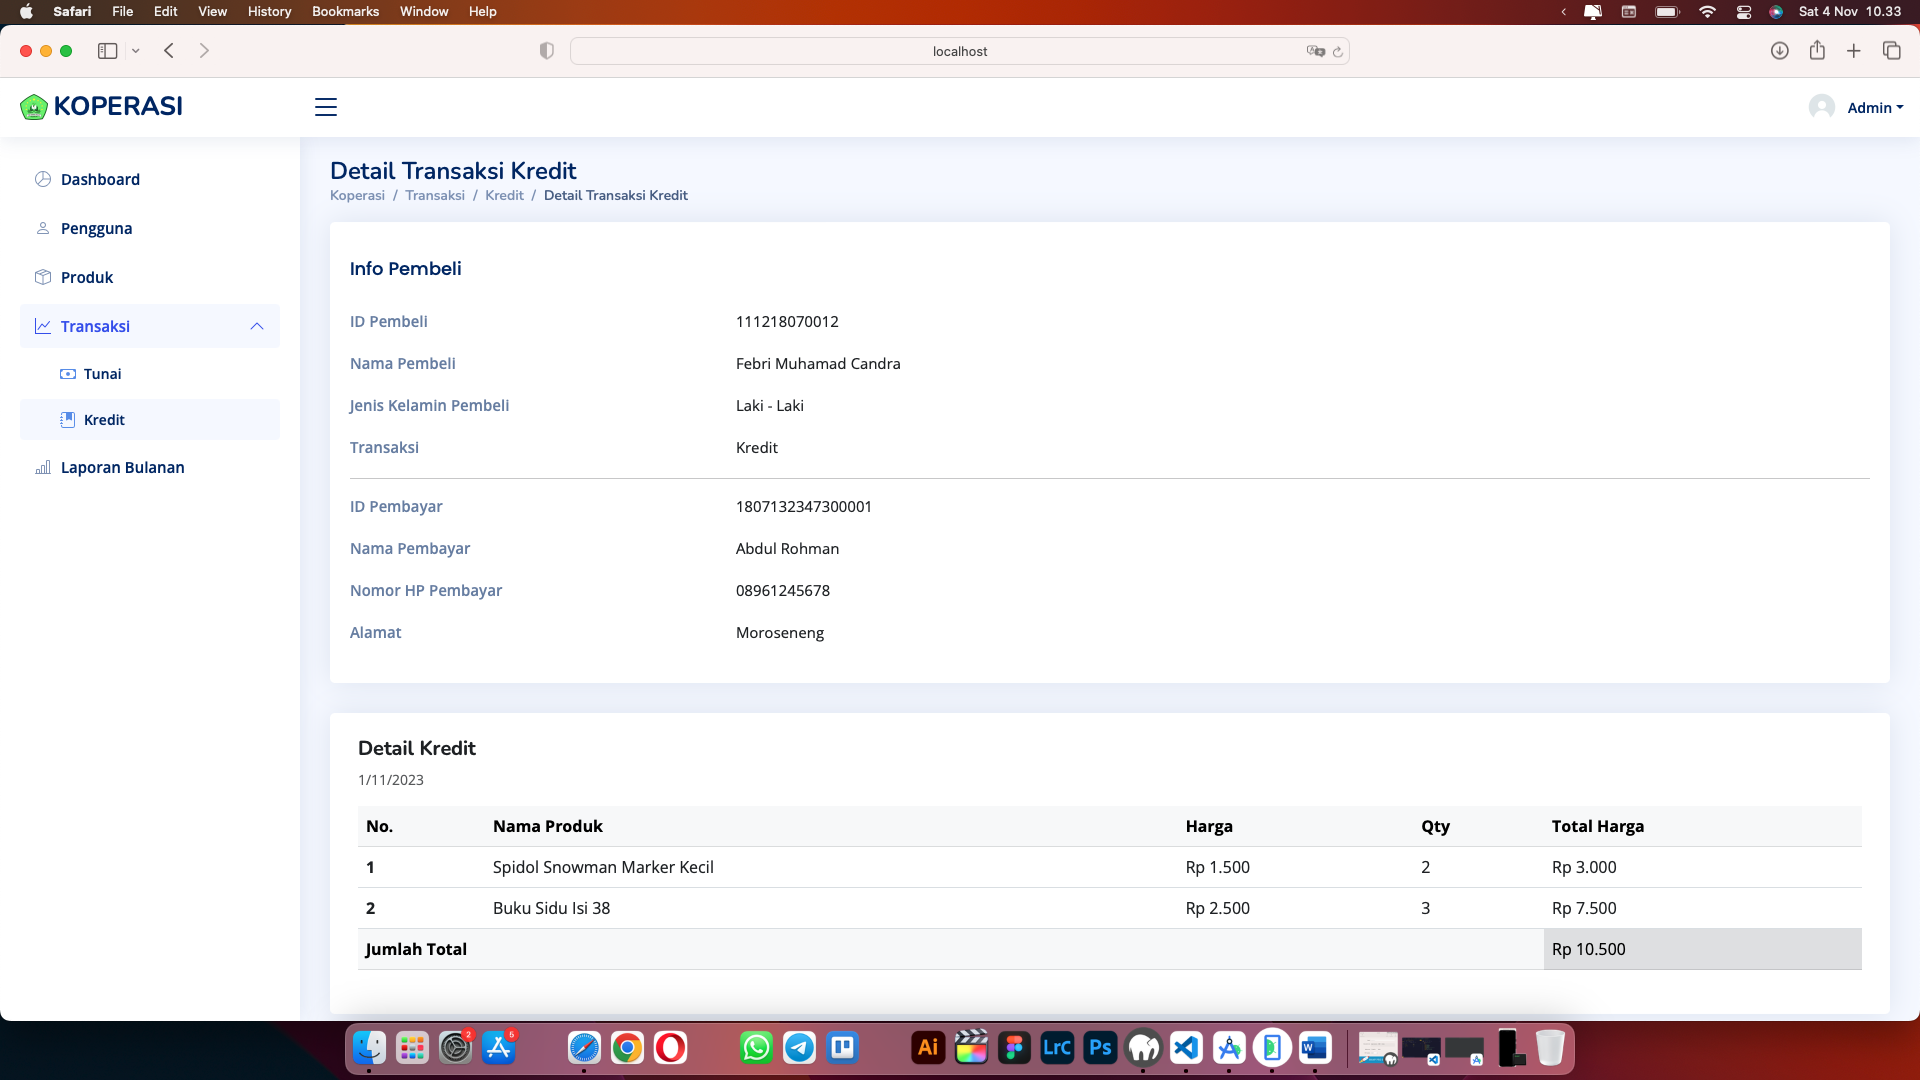 Safari File Edit View History Bookmarks Window Help Sat 4 Nov 10.33
localhost
KOPERASI
Admin
Dashboard
Pengguna
Produk
Transaksi
Tunai
Kredit
Laporan Bulanan
Detail Transaksi Kredit
Koperasi / Transaksi / Kredit / Detail Transaksi Kredit
Info Pembeli
ID Pembeli 111218070012
Nama Pembeli Febri Muhamad Candra
Jenis Kelamin Pembeli Laki - Laki
Transaksi Kredit
ID Pembayar 1807132347300001
Nama Pembayar Abdul Rohman
Nomor HP Pembayar 08961245678
Alamat Moroseneng
Detail Kredit
1/11/2023
No. Nama Produk Harga Qty Total Harga
1 Spidol Snowman Marker Kecil Rp 1.500 2 Rp 3.000
2 Buku Sidu Isi 38 Rp 2.500 3 Rp 7.500
Jumlah Total Rp 10.500
2 5 Ai LrC Ps W